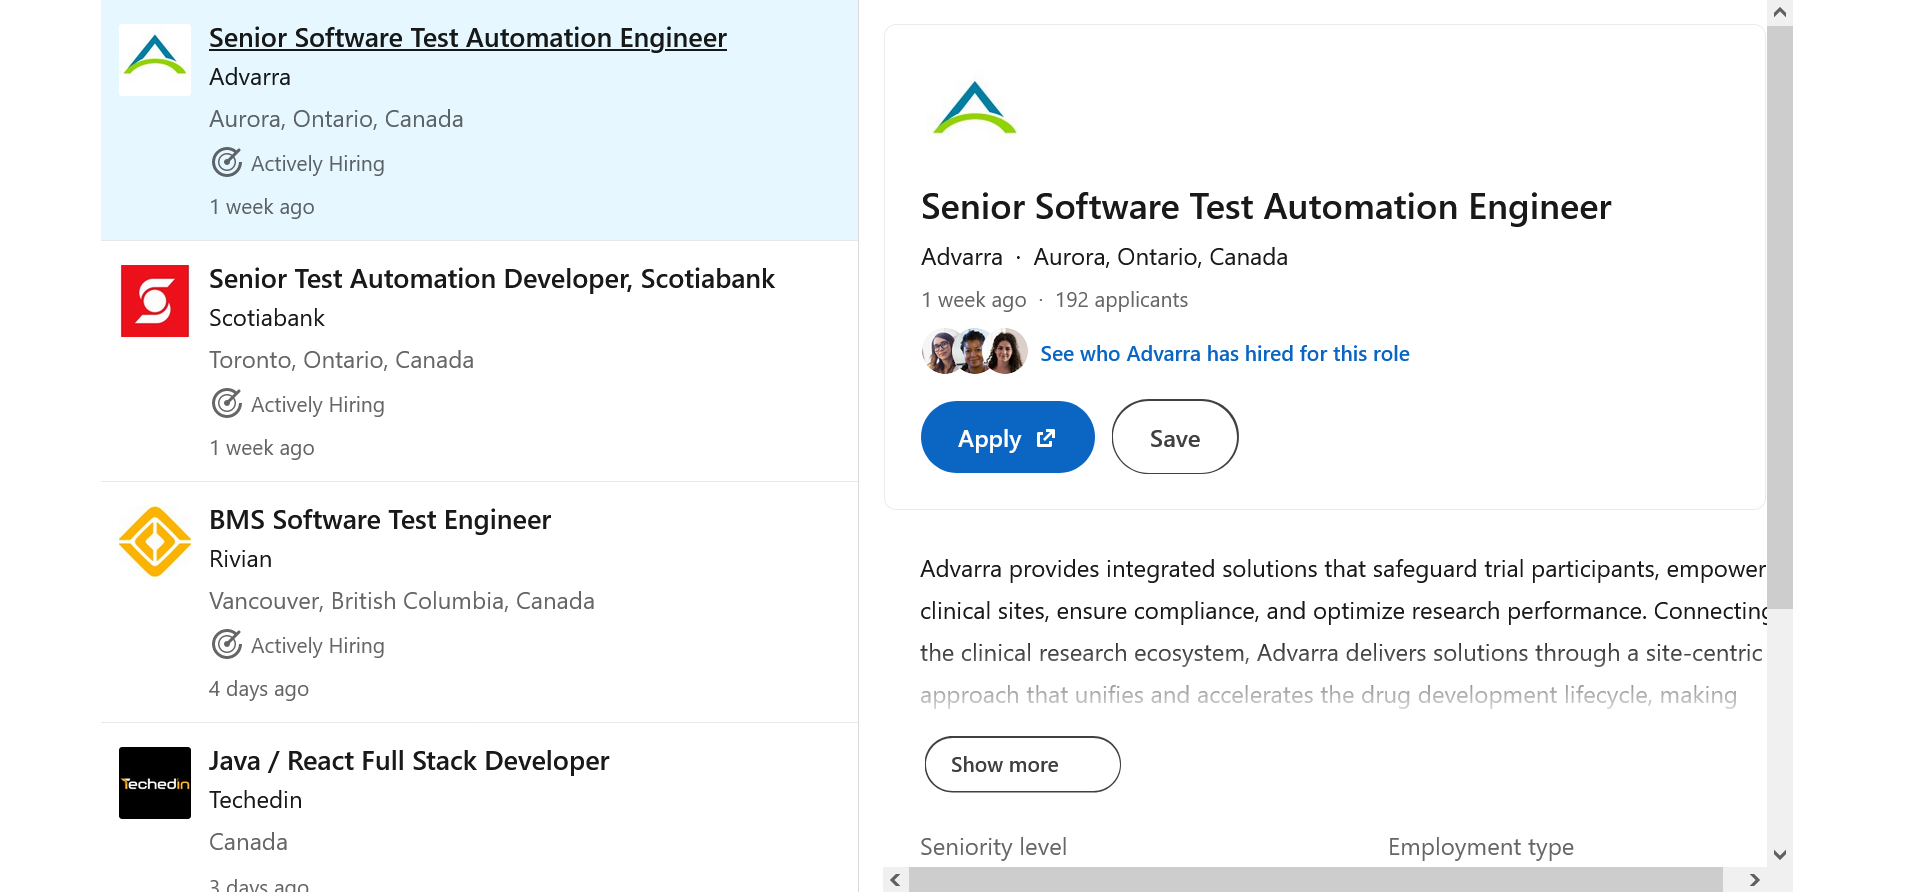 Senior Software Test Automation Engineer
Advarra
Aurora, Ontario, Canada
Actively Hiring
1 week ago
Senior Test Automation Developer, Scotiabank
Scotiabank
Toronto, Ontario, Canada
Actively Hiring
1 week ago
BMS Software Test Engineer
Rivian
Vancouver, British Columbia, Canada
Actively Hiring
4 days ago
Techedin
Java / React Full Stack Developer
Techedin
Canada
3 days ago
Senior Software Test Automation Engineer
Advarra · Aurora, Ontario, Canada
1 week ago · 192 applicants
See who Advarra has hired for this role
Apply
Save
Advarra provides integrated solutions that safeguard trial participants, empower
clinical sites, ensure compliance, and optimize research performance. Connecting
the clinical research ecosystem, Advarra delivers solutions through a site-centric
approach that unifies and accelerates the drug development lifecycle, making
Show more
Seniority level
Employment type